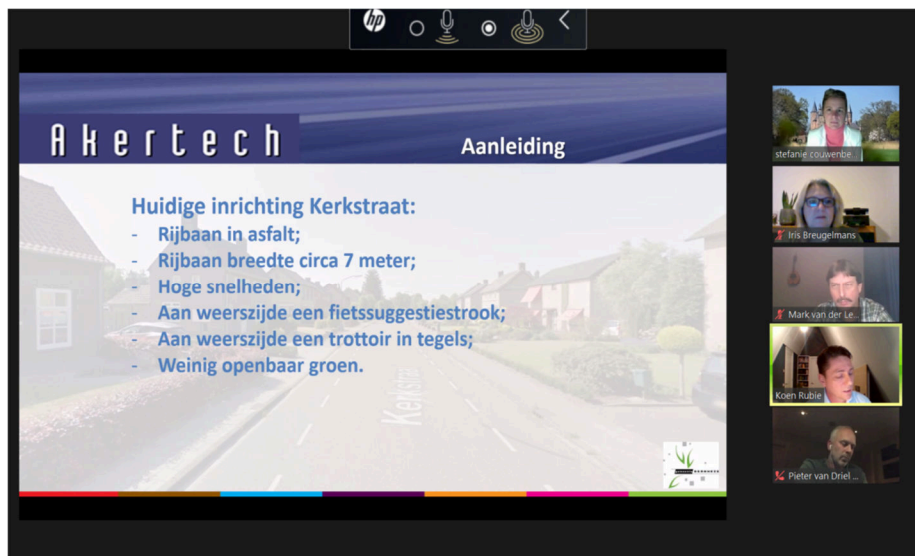 hp
Akertech
Aanleiding
Huidige inrichting Kerkstraat:
- Rijbaan in asfalt;
- Rijbaan breedte circa 7 meter;
- Hoge snelheden;
- Aan weerszijde een fietssuggestiestrook;
- Aan weerszijde een trottoir in tegels;
- Weinig openbaar groen.
Kerkstraat
stefanie couwenbe...
Iris Breugelmans
Mark van der Le...
Koen Rubie
Pieter van Driel ...